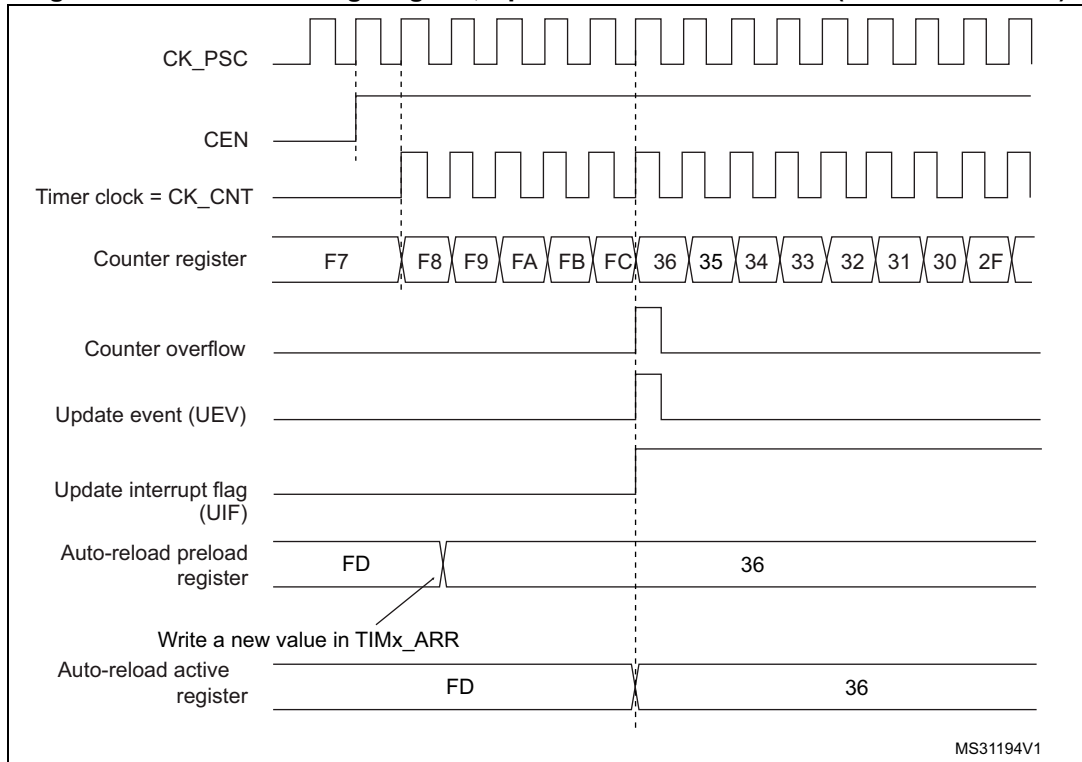 CK_PSC
CEN
Timer clock = CK_CNT
Counter register F7 F8 F9 FA FB FC 36 35 34 33 32 31 30 2F
Counter overflow
Update event (UEV)
Update interrupt flag
(UIF)
Auto-reload preload
register
FD 36
Write a new value in TIMx_ARR
Auto-reload active
register
FD 36
MS31194V1